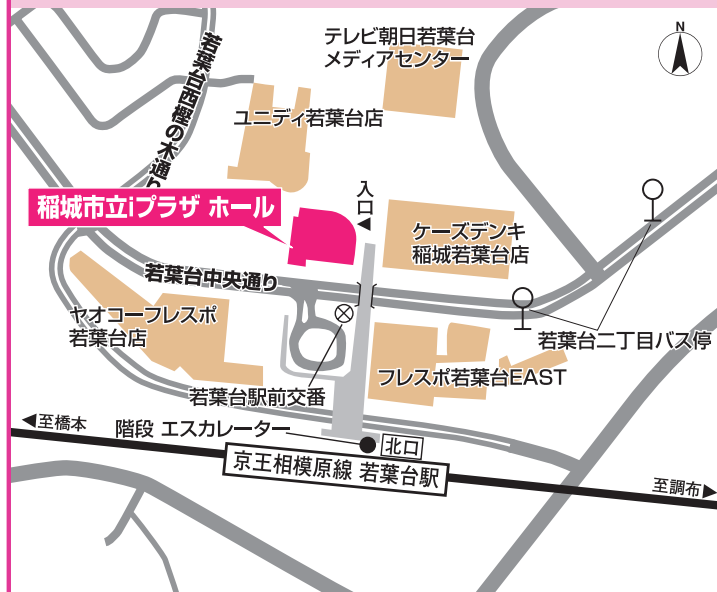 テレビ朝日若葉台
メディアセンター
N
若葉台西樫の木通り
ユニディ若葉台店
入口◀
稲城市立iプラザ ホール
ケーズデンキ
稲城若葉台店
若葉台中央通り
ヤオコーフレスポ
若葉台店
若葉台二丁目バス停
フレスポ若葉台EAST
若葉台駅前交番
◀至橋本
階段 エスカレーター
北口
京王相模原線 若葉台駅
至調布▶